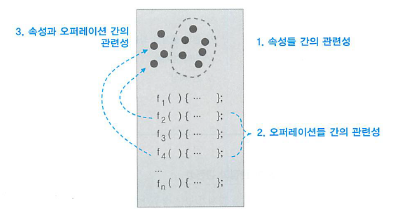 3. 속성과 오퍼레이션 간의
관련성
1. 속성들 간의 관련성
f1 ( ) { ··· };
f2 ( ) { ··· };
f3 ( ) { ··· };
f4 ( ) { ··· };
...
fn ( ) { ··· };
2. 오퍼레이션들 간의 관련성